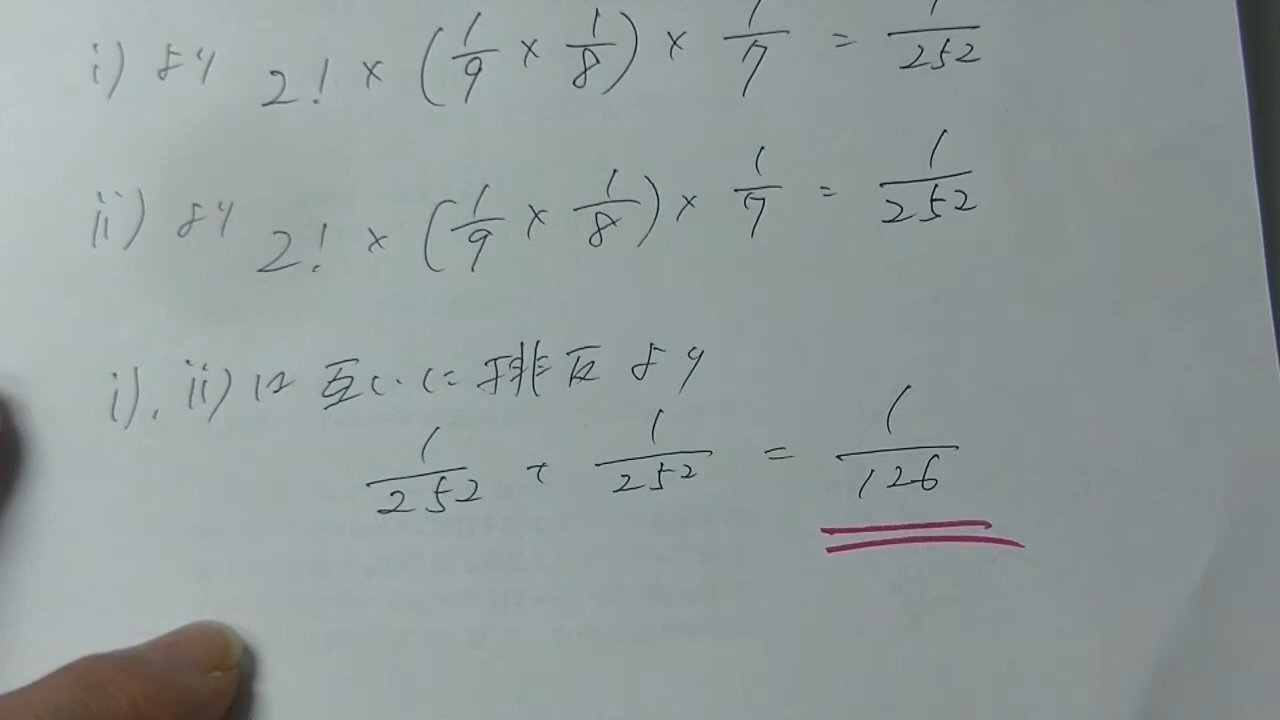 i) より 2! × (1/9 × 1/8) × 1/7 = 1/252
ii) より 2! × (1/9 × 1/8) × 1/7 = 1/252
i), ii) は 互いに排反より
1/252 + 1/252 = 1/126